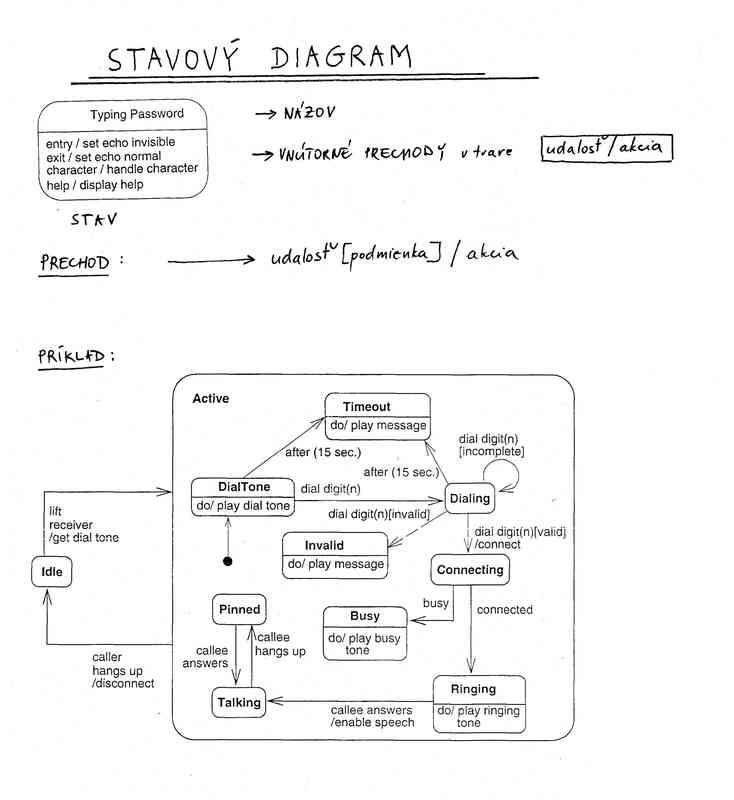 STAVOVÝ DIAGRAM
Typing Password
entry / set echo invisible
exit / set echo normal
character / handle character
help / display help
→ NÁZOV
→ VNÚTORNÉ PRECHODY v tvare udalosť/akcia
STAV
PRECHOD : → udalosť [podmienka] / akcia
PRÍKLAD :
Active
Timeout
do/ play message
after (15 sec.)
after (15 sec.)
dial digit(n)
[incomplete]
DialTone
do/ play dial tone
dial digit(n)
Dialing
dial digit(n)[invalid]
dial digit(n)[valid]
/connect
lift
receiver
/get dial tone
Idle
Invalid
do/ play message
Connecting
busy
connected
Pinned
Busy
do/ play busy
tone
callee
answers
callee
hangs up
caller
hangs up
/disconnect
Talking
callee answers
/enable speech
Ringing
do/ play ringing
tone